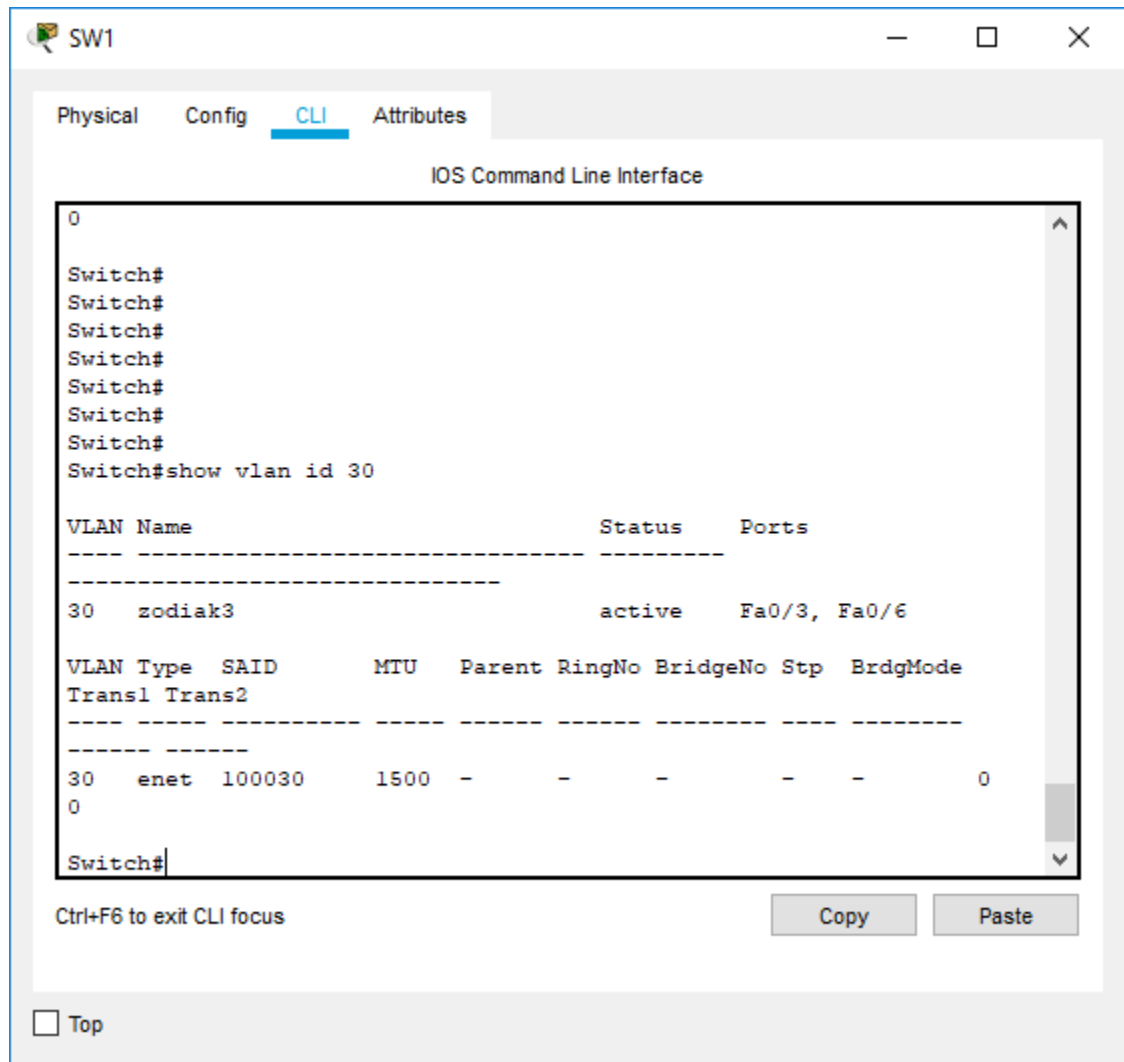 SW1
Physical Config CLI Attributes
IOS Command Line Interface
0
Switch#
Switch#
Switch#
Switch#
Switch#
Switch#
Switch#
Switch#show vlan id 30
VLAN Name                             Status    Ports
---- -------------------------------- ---------
-------------------------------
30   zodiak3                          active    Fa0/3, Fa0/6
VLAN Type  SAID       MTU   Parent RingNo BridgeNo Stp  BrdgMode
Trans1 Trans2
---- ----- ---------- ----- ------ ------ -------- ---- --------
------ ------
30   enet  100030     1500  -      -      -        -    -        0
0
Switch#
Ctrl+F6 to exit CLI focus
Copy Paste
Top